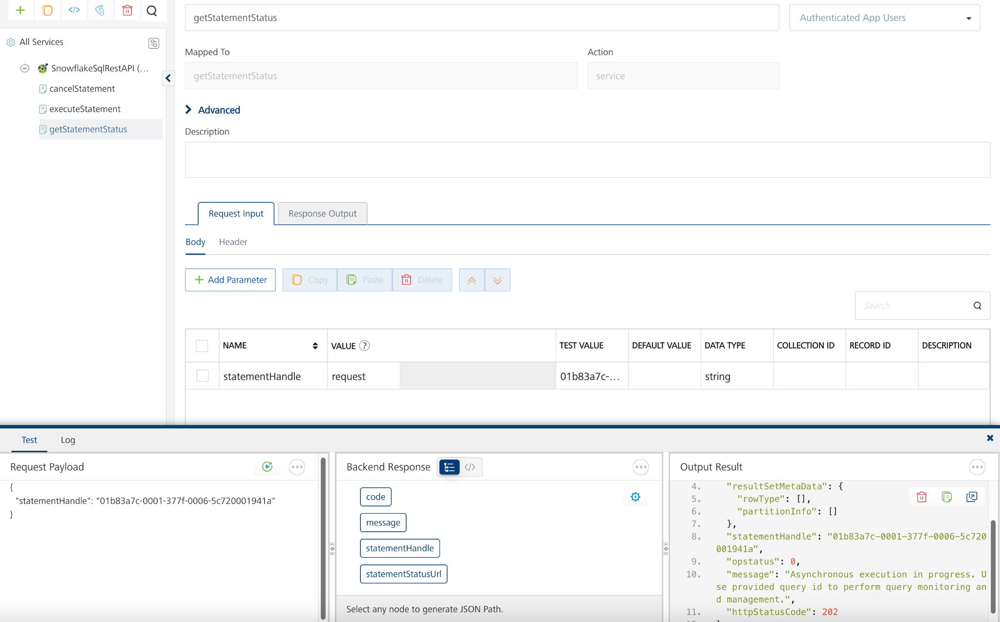 getStatementStatus
Authenticated App Users
All Services
SnowflakeSqlRestAPI (...
cancelStatement
executeStatement
getStatementStatus
Mapped To
Action
getStatementStatus
service
Advanced
Description
Request Input
Response Output
Body
Header
Add Parameter
Copy
Paste
Delete
Search
NAME
VALUE ?
TEST VALUE
DEFAULT VALUE
DATA TYPE
COLLECTION ID
RECORD ID
DESCRIPTION
statementHandle
request
01b83a7c-...
string
Test
Log
Request Payload
{
"statementHandle": "01b83a7c-0001-377f-0006-5c720001941a"
}
Backend Response
</>
code
message
statementHandle
statementStatusUrl
Select any node to generate JSON Path.
Output Result
4. "resultSetMetaData": {
5. "rowType": [],
6. "partitionInfo": []
7. },
8. "statementHandle": "01b83a7c-0001-377f-0006-5c720
001941a",
9. "opstatus": 0,
10. "message": "Asynchronous execution in progress. U
se provided query id to perform query monitoring an
d management.",
11. "httpStatusCode": 202